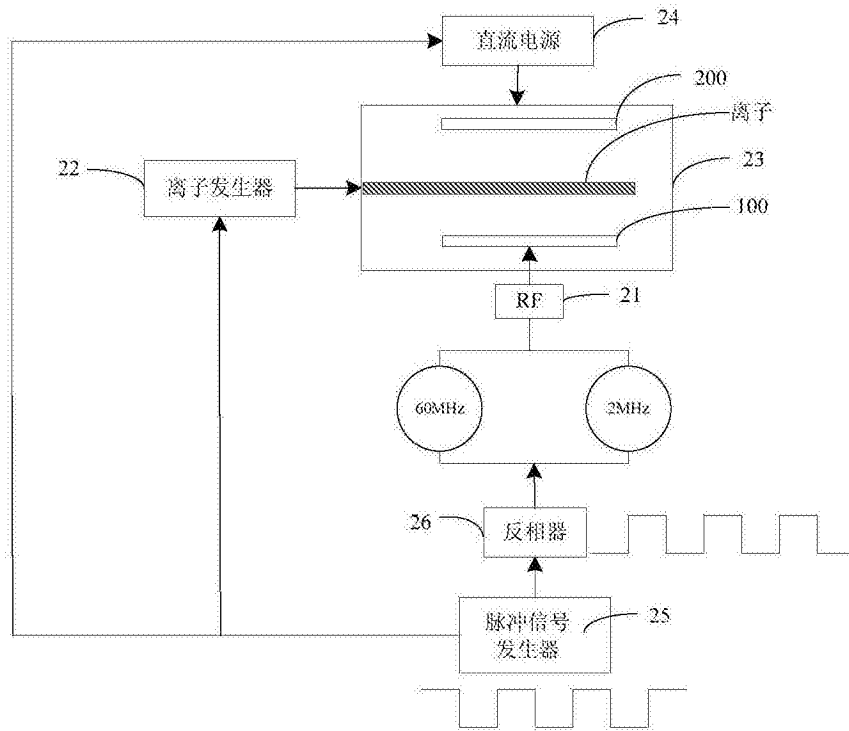 24
直流电源
200
离子
22
离子发生器
23
100
RF
21
60MHz
2MHz
26
反相器
脉冲信号
发生器
25